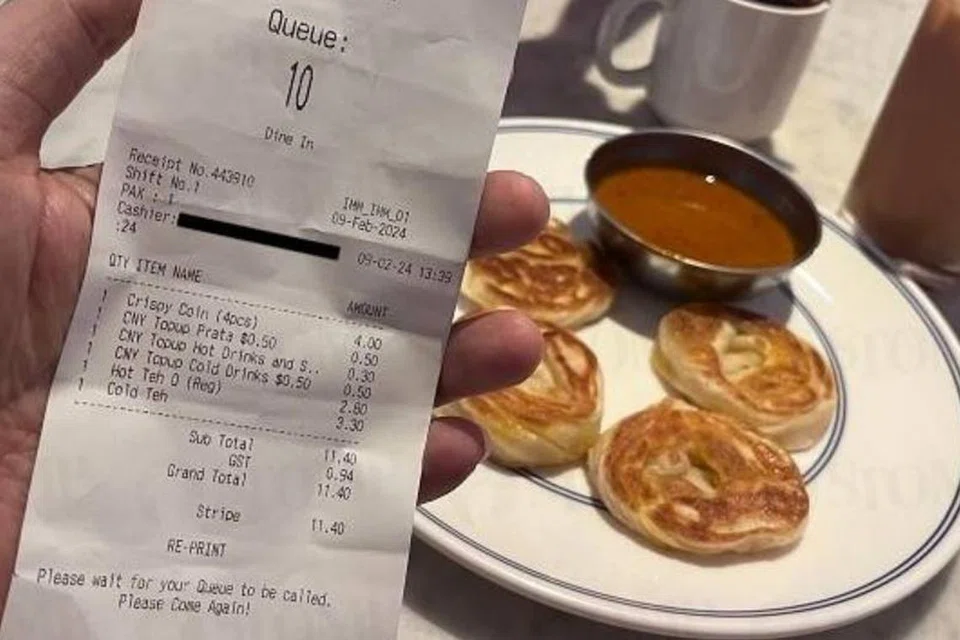 Queue:
10
Dine In
Receipt No.443910
Shift No.1
PAX : 1
IMM_IMM_01
09-Feb-2024
Cashier:
:24
09-02-24 13:39
QTY ITEM NAME AMOUNT
1 Crispy Coin (4pcs) 4.00
1 CNY Topup Prata $0.50 0.50
1 CNY Topup Hot Drinks and S.. 0.30
1 CNY Topup Cold Drinks $0.50 0.50
1 Hot Teh O (Reg) 2.80
1 Cold Teh 3.30
Sub Total 11.40
GST 0.94
Grand Total 11.40
Stripe 11.40
RE-PRINT
Please wait for your Queue to be called.
Please Come Again!